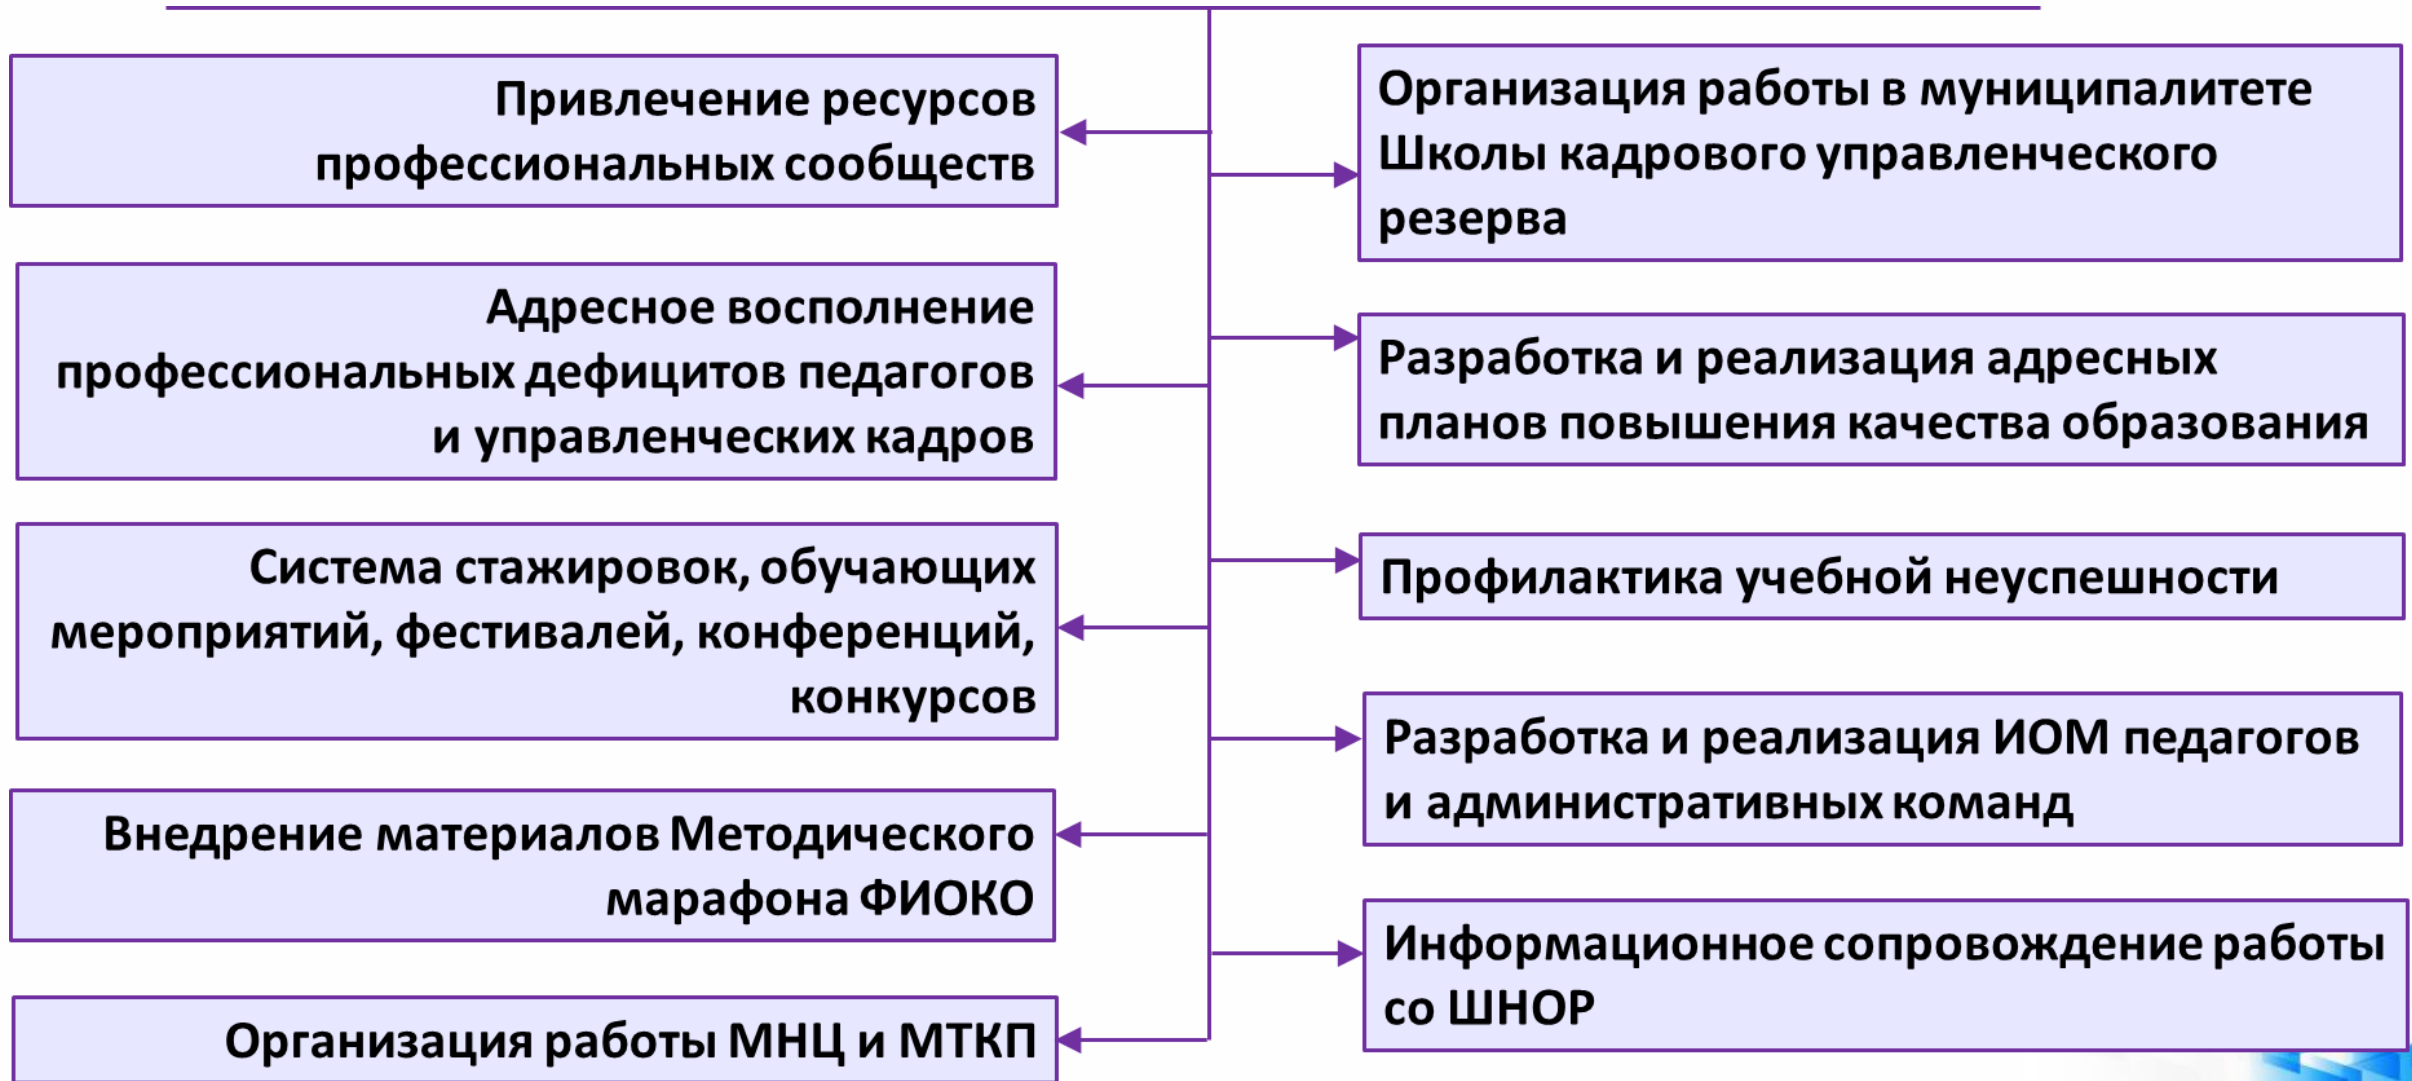 Привлечение ресурсов
профессиональных сообществ
Адресное восполнение
профессиональных дефицитов педагогов
и управленческих кадров
Система стажировок, обучающих
мероприятий, фестивалей, конференций,
конкурсов
Внедрение материалов Методического
марафона ФИОКО
Организация работы МНЦ и МТКП
Организация работы в муниципалитете
Школы кадрового управленческого
резерва
Разработка и реализация адресных
планов повышения качества образования
Профилактика учебной неуспешности
Разработка и реализация ИОМ педагогов
и административных команд
Информационное сопровождение работы
со ШНОР